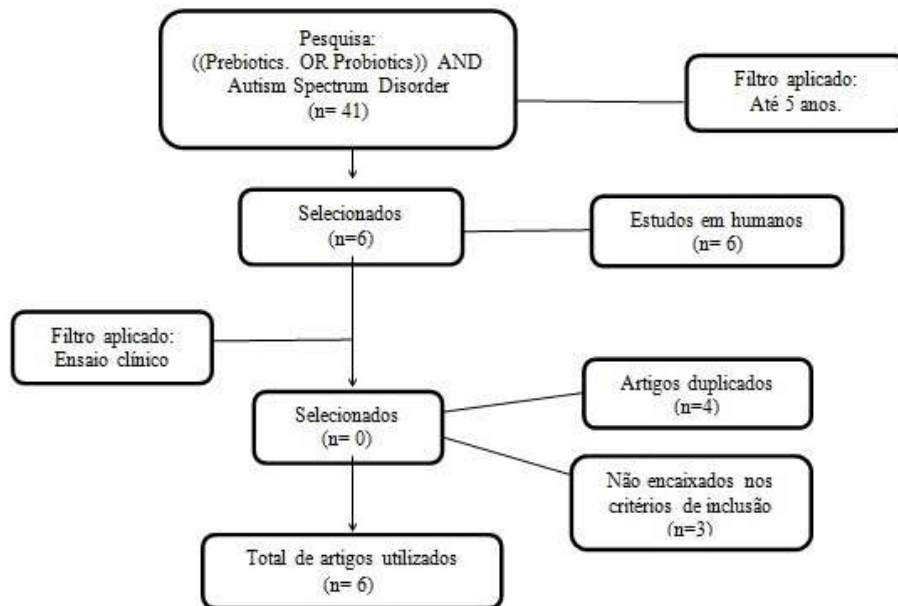 Pesquisa:
((Prebiotics. OR Probiotics)) AND
Autism Spectrum Disorder
(n= 41)
Filtro aplicado:
Até 5 anos.
Selecionados
(n=6)
Estudos em humanos
(n= 6)
Filtro aplicado:
Ensaio clínico
Artigos duplicados
(n=4)
Selecionados
(n= 0)
Não encaixados nos
critérios de inclusão
(n=3)
Total de artigos utilizados
(n= 6)